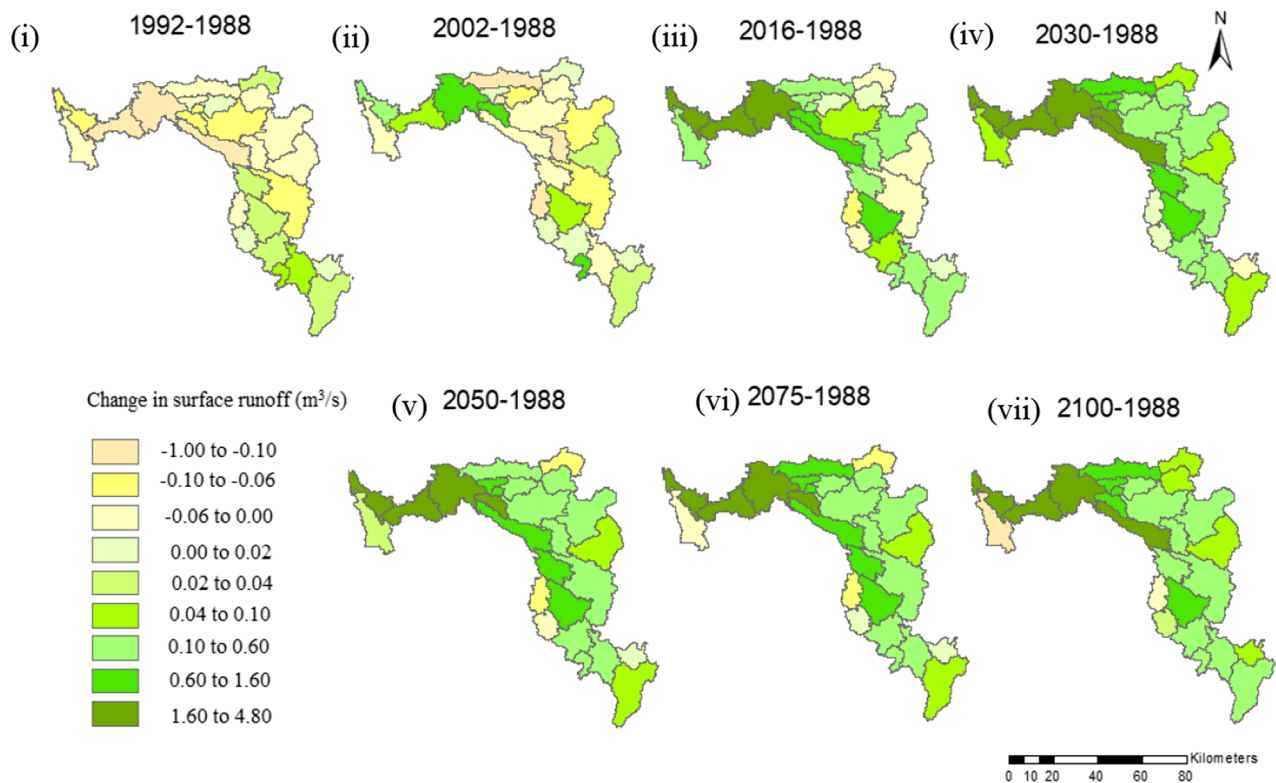 (i) 1992-1988
(ii) 2002-1988
(iii) 2016-1988
(iv) 2030-1988
N
Change in surface runoff (m³/s)
-1.00 to -0.10
-0.10 to -0.06
-0.06 to 0.00
0.00 to 0.02
0.02 to 0.04
0.04 to 0.10
0.10 to 0.60
0.60 to 1.60
1.60 to 4.80
(v) 2050-1988
(vi) 2075-1988
(vii) 2100-1988
Kilometers
0 10 20 40 60 80